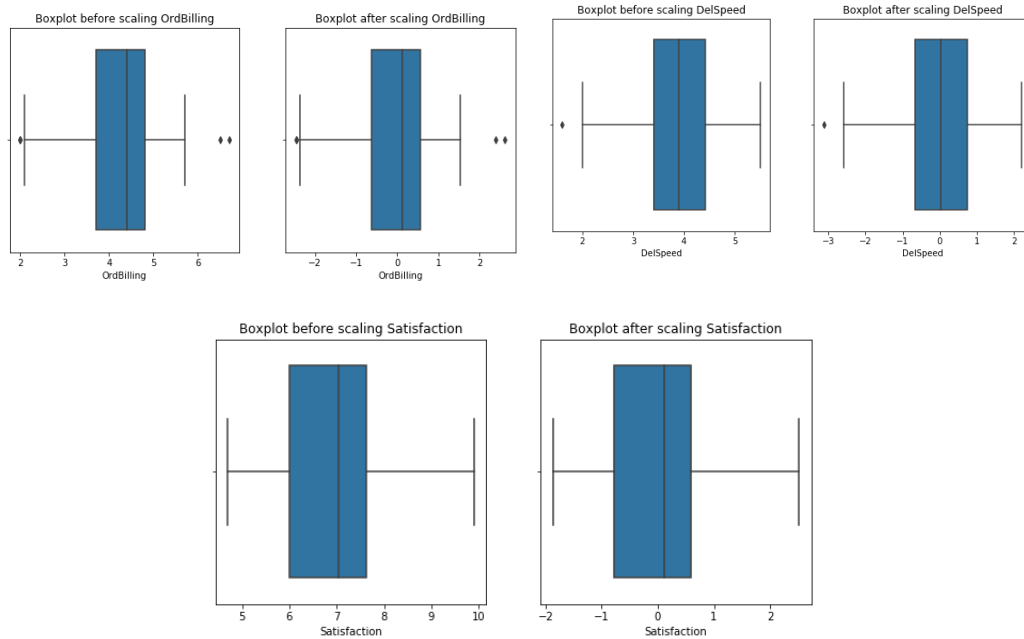 Boxplot before scaling OrdBilling
2 3 4 5 6
OrdBilling
Boxplot after scaling OrdBilling
−2 −1 0 1 2
OrdBilling
Boxplot before scaling DelSpeed
2 3 4 5
DelSpeed
Boxplot after scaling DelSpeed
−3 −2 −1 0 1 2
DelSpeed
Boxplot before scaling Satisfaction
5 6 7 8 9 10
Satisfaction
Boxplot after scaling Satisfaction
−2 −1 0 1 2
Satisfaction